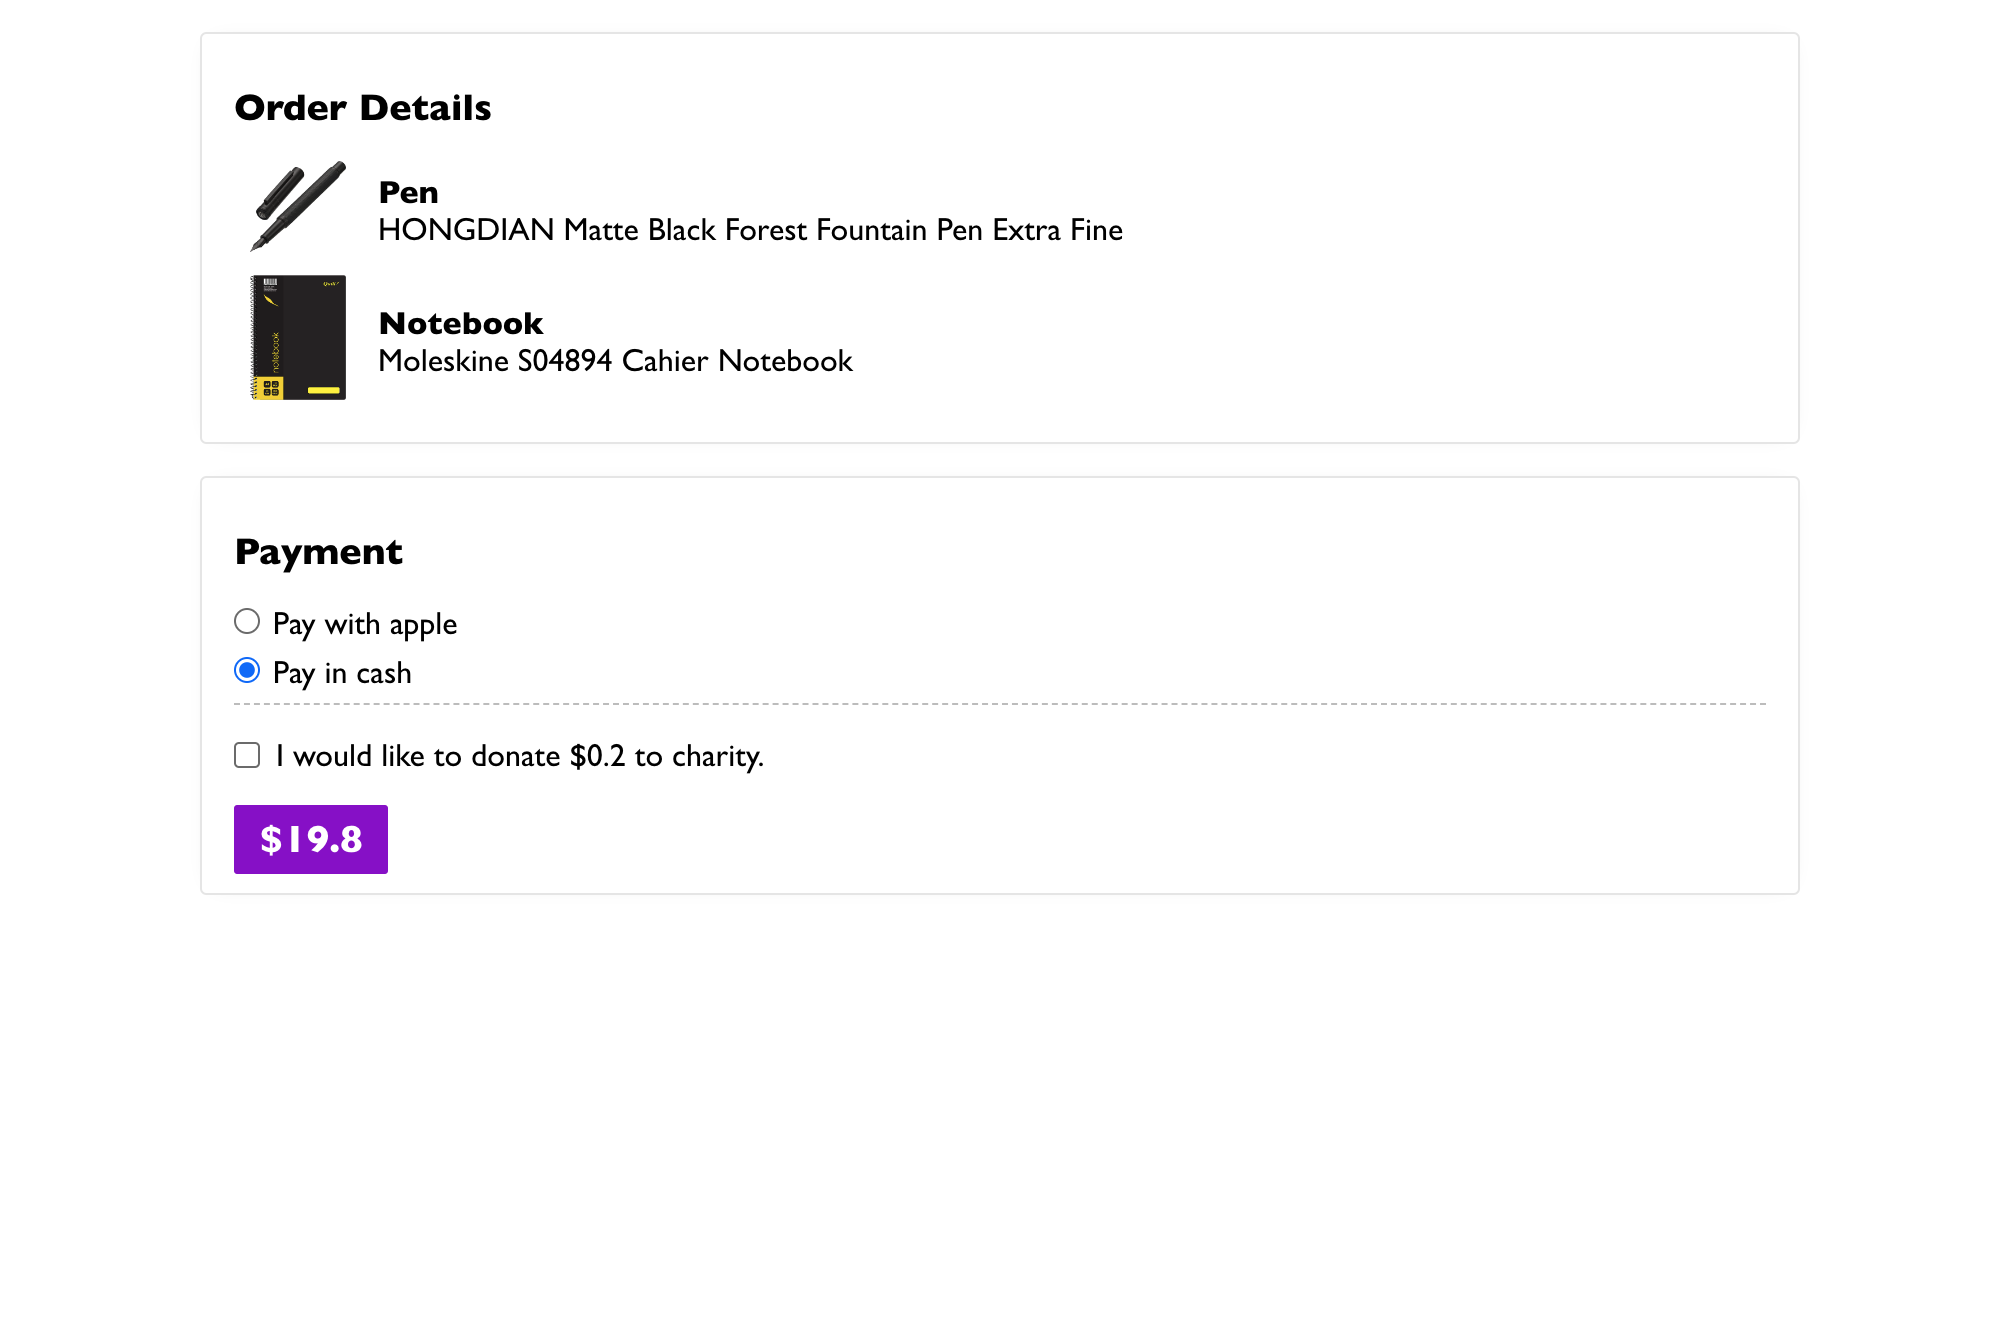 Order Details
Pen
HONGDIAN Matte Black Forest Fountain Pen Extra Fine
notebook
Notebook
Moleskine S04894 Cahier Notebook
Payment
Pay with apple
Pay in cash
I would like to donate $0.2 to charity.
$19.8